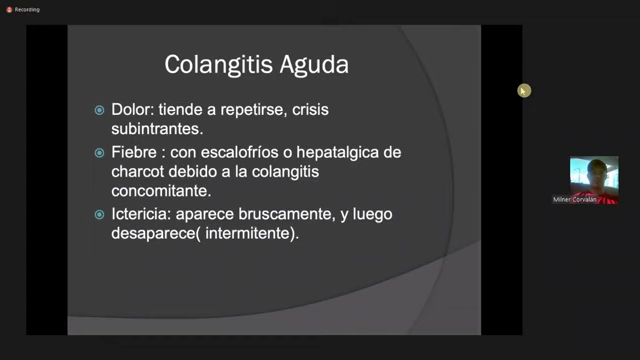 Recording
Colangitis Aguda
Dolor: tiende a repetirse, crisis
subintrantes.
Fiebre : con escalofríos o hepatalgica de
charcot debido a la colangitis
concomitante.
Ictericia: aparece bruscamente, y luego
desaparece( intermitente).
Milner Corvalán